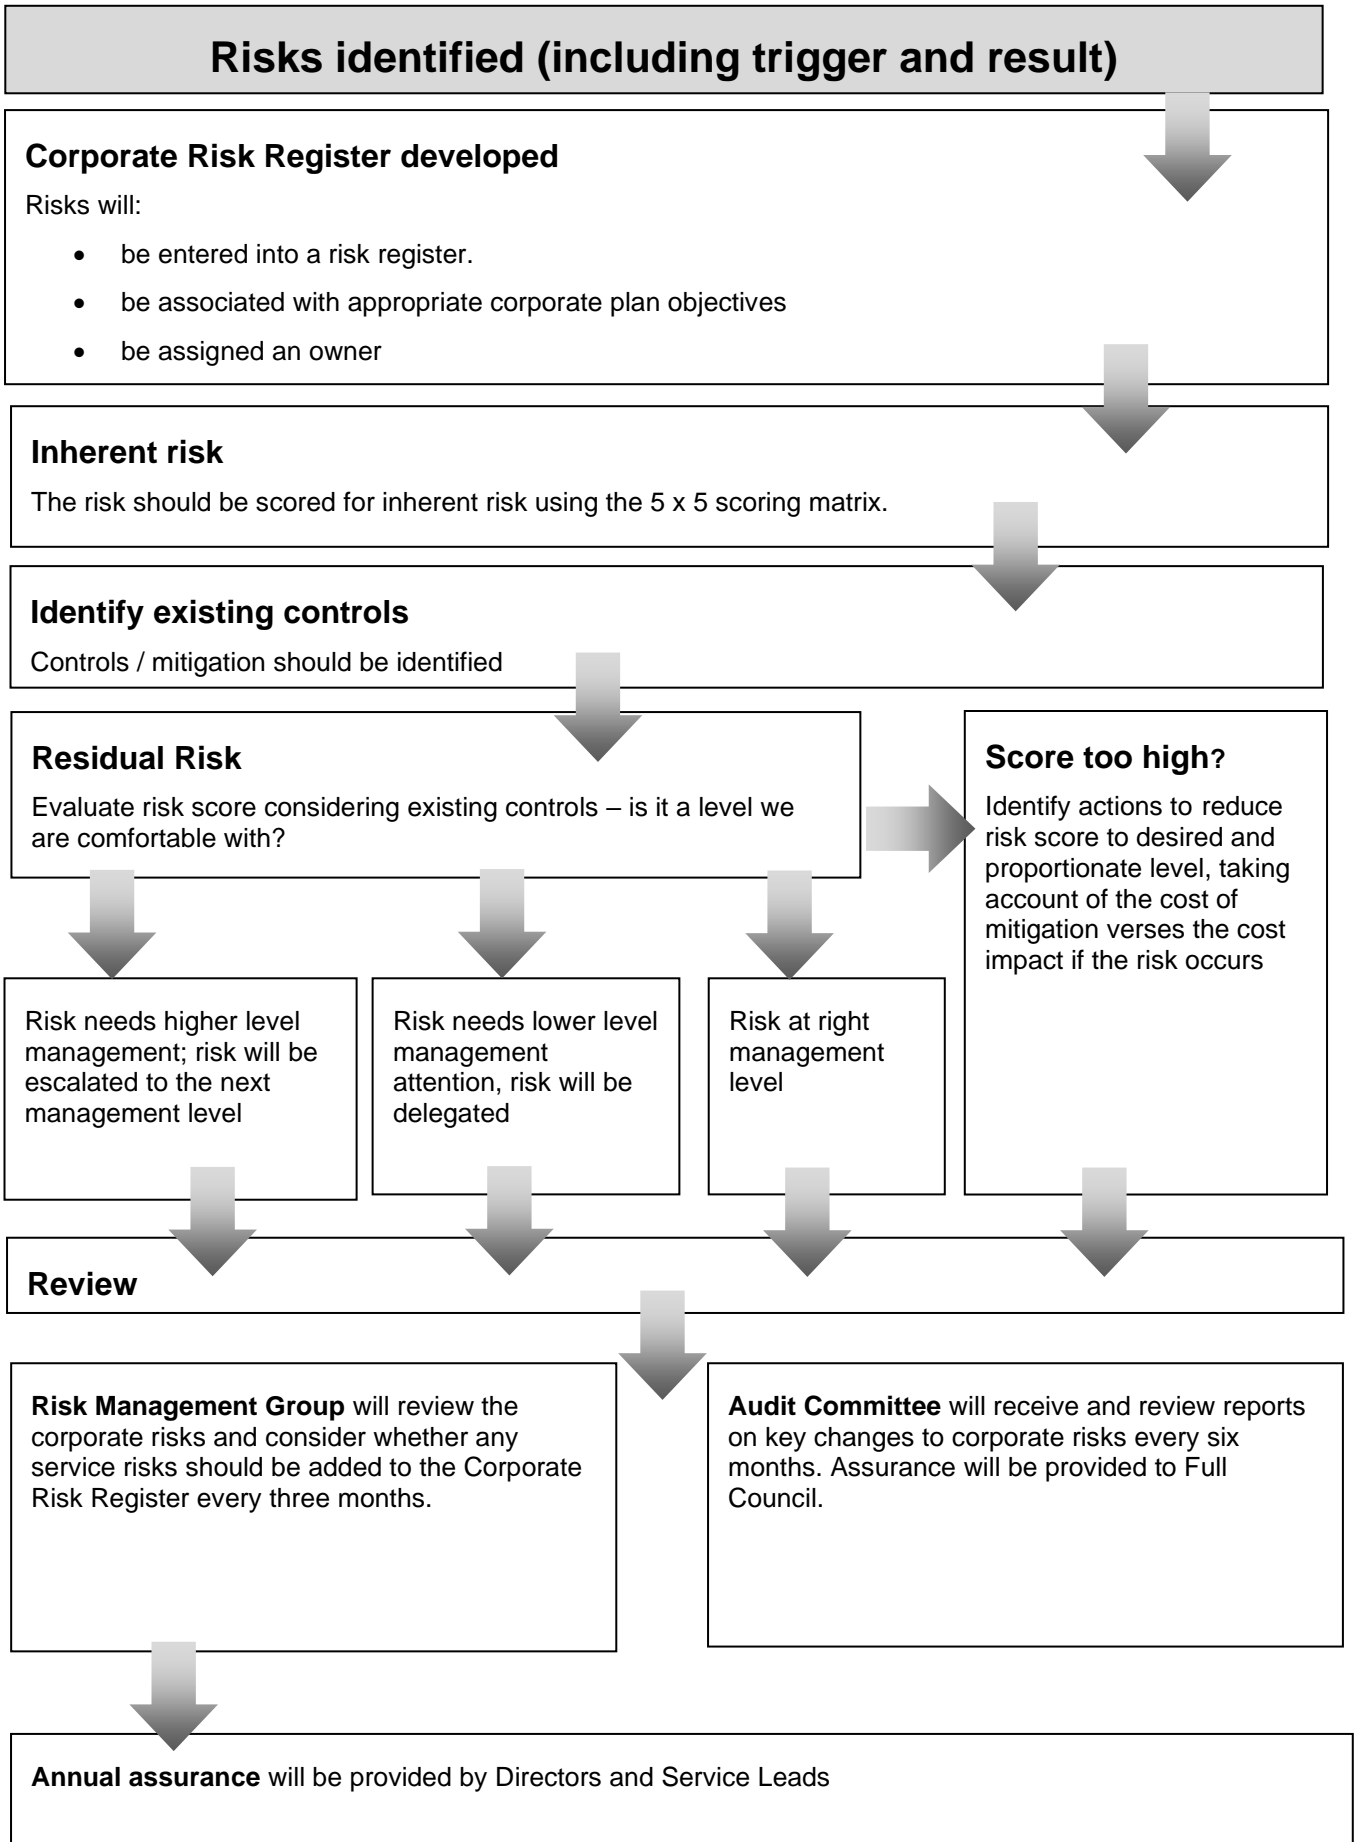 Risks identified (including trigger and result)
Corporate Risk Register developed
Risks will:
• be entered into a risk register.
• be associated with appropriate corporate plan objectives
• be assigned an owner
Inherent risk
The risk should be scored for inherent risk using the 5 x 5 scoring matrix.
Identify existing controls
Controls / mitigation should be identified
Residual Risk
Evaluate risk score considering existing controls – is it a level we
are comfortable with?
Score too high?
Identify actions to reduce
risk score to desired and
proportionate level, taking
account of the cost of
mitigation verses the cost
impact if the risk occurs
Risk needs higher level
management; risk will be
escalated to the next
management level
Risk needs lower level
management
attention, risk will be
delegated
Risk at right
management
level
Review
Risk Management Group will review the
corporate risks and consider whether any
service risks should be added to the Corporate
Risk Register every three months.
Audit Committee will receive and review reports
on key changes to corporate risks every six
months. Assurance will be provided to Full
Council.
Annual assurance will be provided by Directors and Service Leads